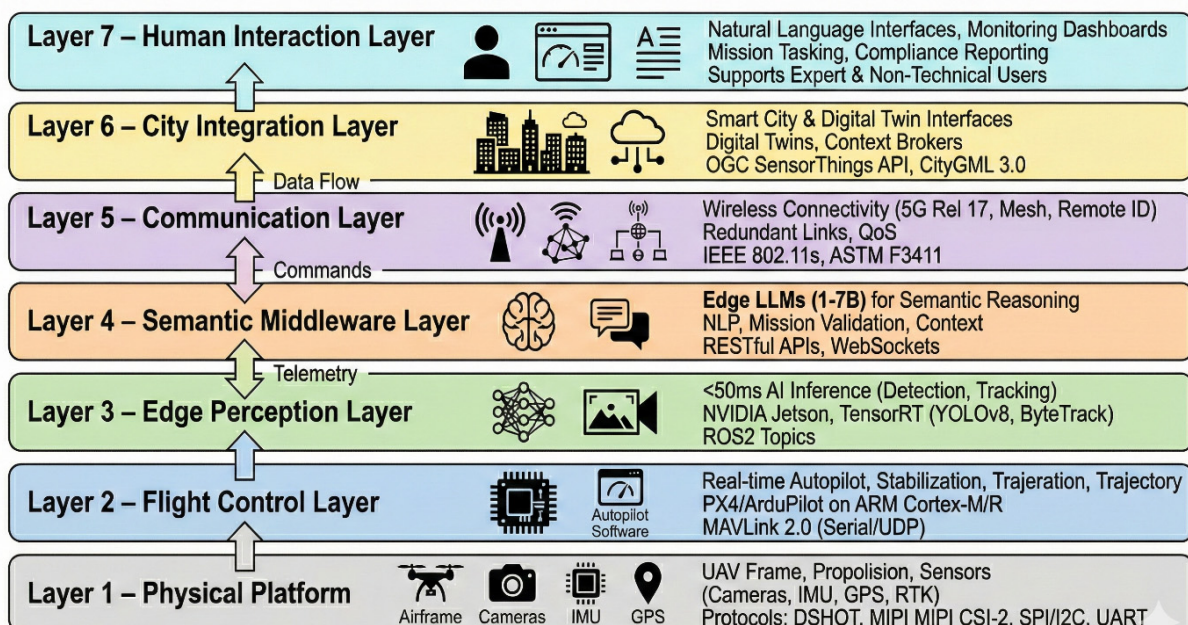 Layer 7 – Human Interaction Layer
Natural Language Interfaces, Monitoring Dashboards
Mission Tasking, Compliance Reporting
Supports Expert & Non-Technical Users
Layer 6 – City Integration Layer
Smart City & Digital Twin Interfaces
Digital Twins, Context Brokers
OGC SensorThings API, CityGML 3.0
Data Flow
Layer 5 – Communication Layer
Wireless Connectivity (5G Rel 17, Mesh, Remote ID)
Redundant Links, QoS
IEEE 802.11s, ASTM F3411
Commands
Layer 4 – Semantic Middleware Layer
Edge LLMs (1-7B) for Semantic Reasoning
NLP, Mission Validation, Context
RESTful APIs, WebSockets
Telemetry
Layer 3 – Edge Perception Layer
<50ms AI Inference (Detection, Tracking)
NVIDIA Jetson, TensorRT (YOLOv8, ByteTrack)
ROS2 Topics
Layer 2 – Flight Control Layer
Autopilot
Software
Real-time Autopilot, Stabilization, Trajeration, Trajectory
PX4/ArduPilot on ARM Cortex-M/R
MAVLink 2.0 (Serial/UDP)
Layer 1 – Physical Platform
Airframe
Cameras
IMU
GPS
UAV Frame, Propolision, Sensors
(Cameras, IMU, GPS, RTK)
Protocols: DSHOT, MIPI MIPI CSI-2, SPI/I2C, UART